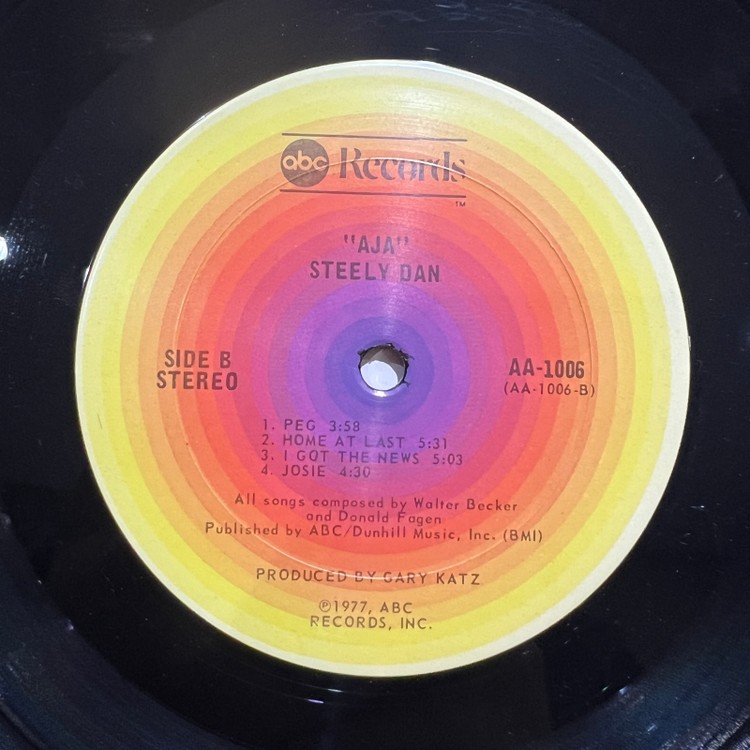 abc Records
TM
"AJA"
STEELY DAN
SIDE B
STEREO
AA-1006
(AA-1006-B)
1. PEG 3:58
2. HOME AT LAST 5:31
3. I GOT THE NEWS 5:03
4. JOSIE 4:30
All songs composed by Walter Becker
and Donald Fagen
Published by ABC/Dunhill Music, Inc. (BMI)
PRODUCED BY GARY KATZ
℗1977, ABC
RECORDS, INC.